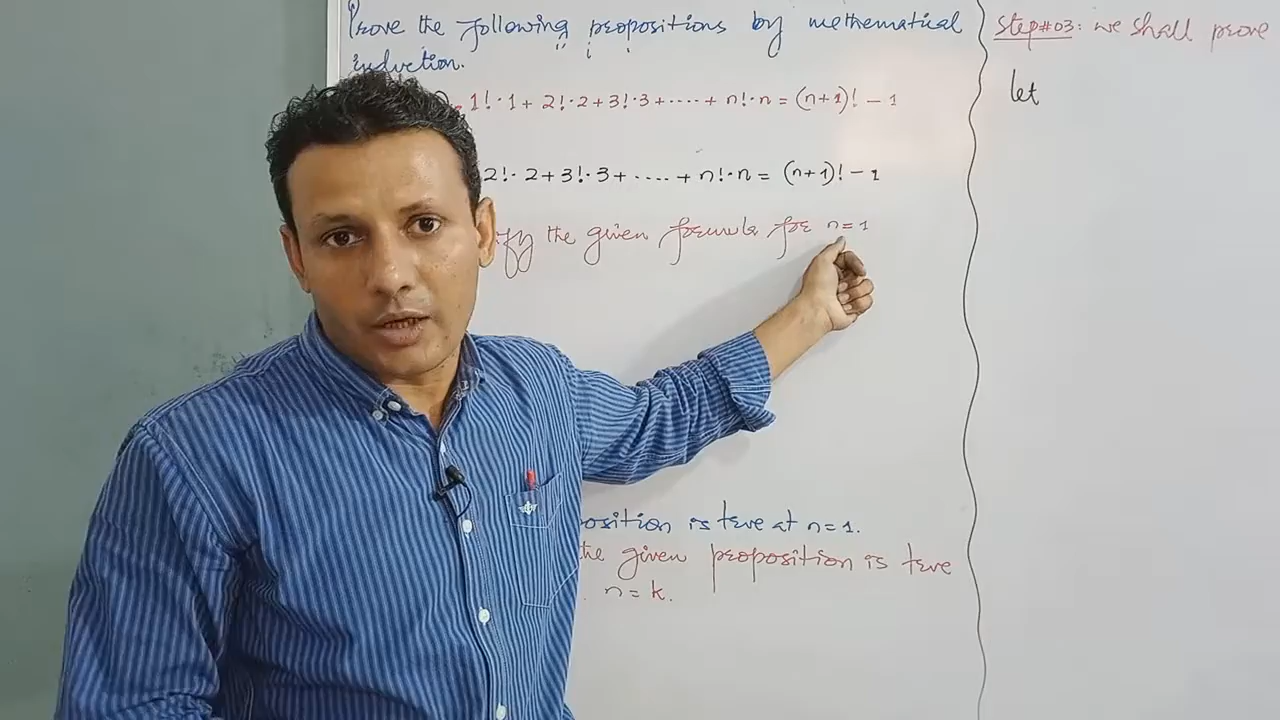 Prove the following propositions by methematical
induction.
1!·1 + 2!·2 + 3!·3 + ····· + n!·n = (n+1)! - 1
2!·2 + 3!·3 + ····· + n!·n = (n+1)! - 1
the given formula for n=1
is true at n=1.
the given proposition is true
n = k.
Step#03: we shall prove
let